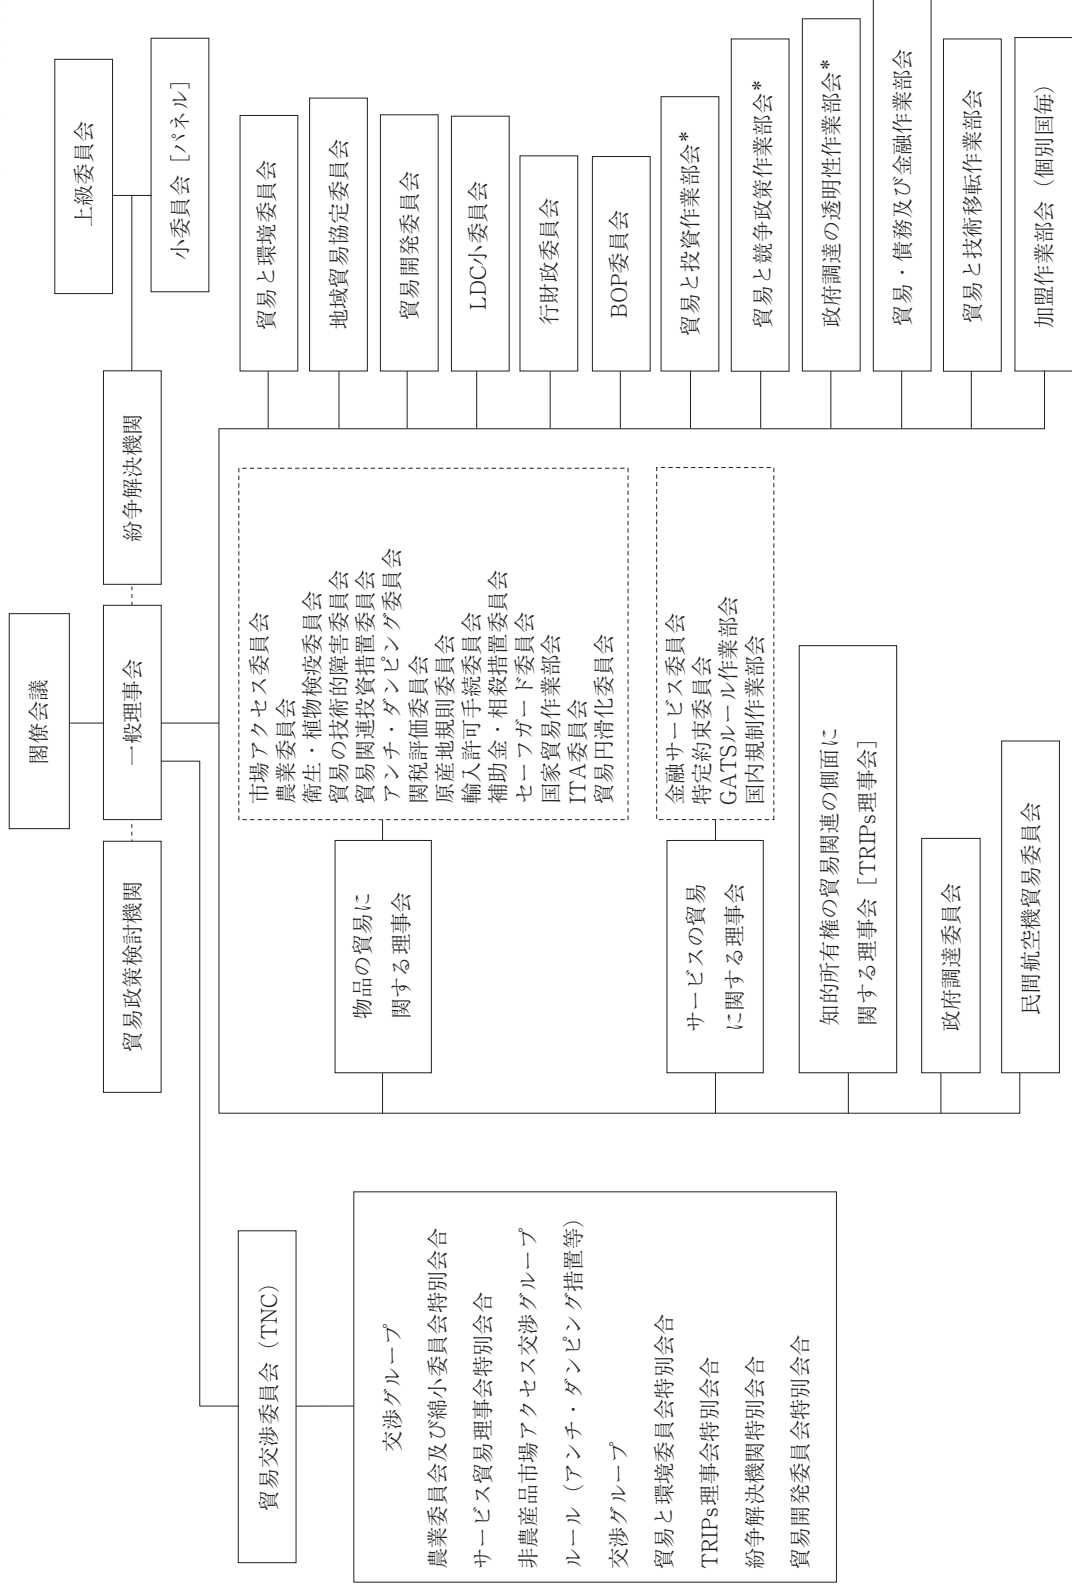 閣僚会議
貿易政策検討機関
一般理事会
紛争解決機関
上級委員会
小委員会［パネル］
貿易交渉委員会（TNC）
交渉グループ
農業委員会及び綿小委員会特別会合
サービス貿易理事会特別会合
非農産品市場アクセス交渉グループ
ルール（アンチ・ダンピング措置等）
交渉グループ
貿易と環境委員会特別会合
TRIPs理事会特別会合
紛争解決機関特別会合
貿易開発委員会特別会合
物品の貿易に
関する理事会
市場アクセス委員会
農業委員会
衛生・植物検疫委員会
貿易の技術的障害委員会
貿易関連投資措置委員会
アンチ・ダンピング委員会
関税評価委員会
原産地規則委員会
輸入許可手続委員会
補助金・相殺措置委員会
セーフガード委員会
国家貿易作業部会
ITA委員会
貿易円滑化委員会
サービスの貿易
に関する理事会
金融サービス委員会
特定約束委員会
GATSルール作業部会
国内規制作業部会
知的所有権の貿易関連の側面に
関する理事会［TRIPs理事会］
政府調達委員会
民間航空機貿易委員会
貿易と環境委員会
地域貿易協定委員会
貿易開発委員会
LDC小委員会
行財政委員会
BOP委員会
貿易と投資作業部会*
貿易と競争政策作業部会*
政府調達の透明性作業部会*
貿易・債務及び金融作業部会
貿易と技術移転作業部会
加盟作業部会（個別国毎）